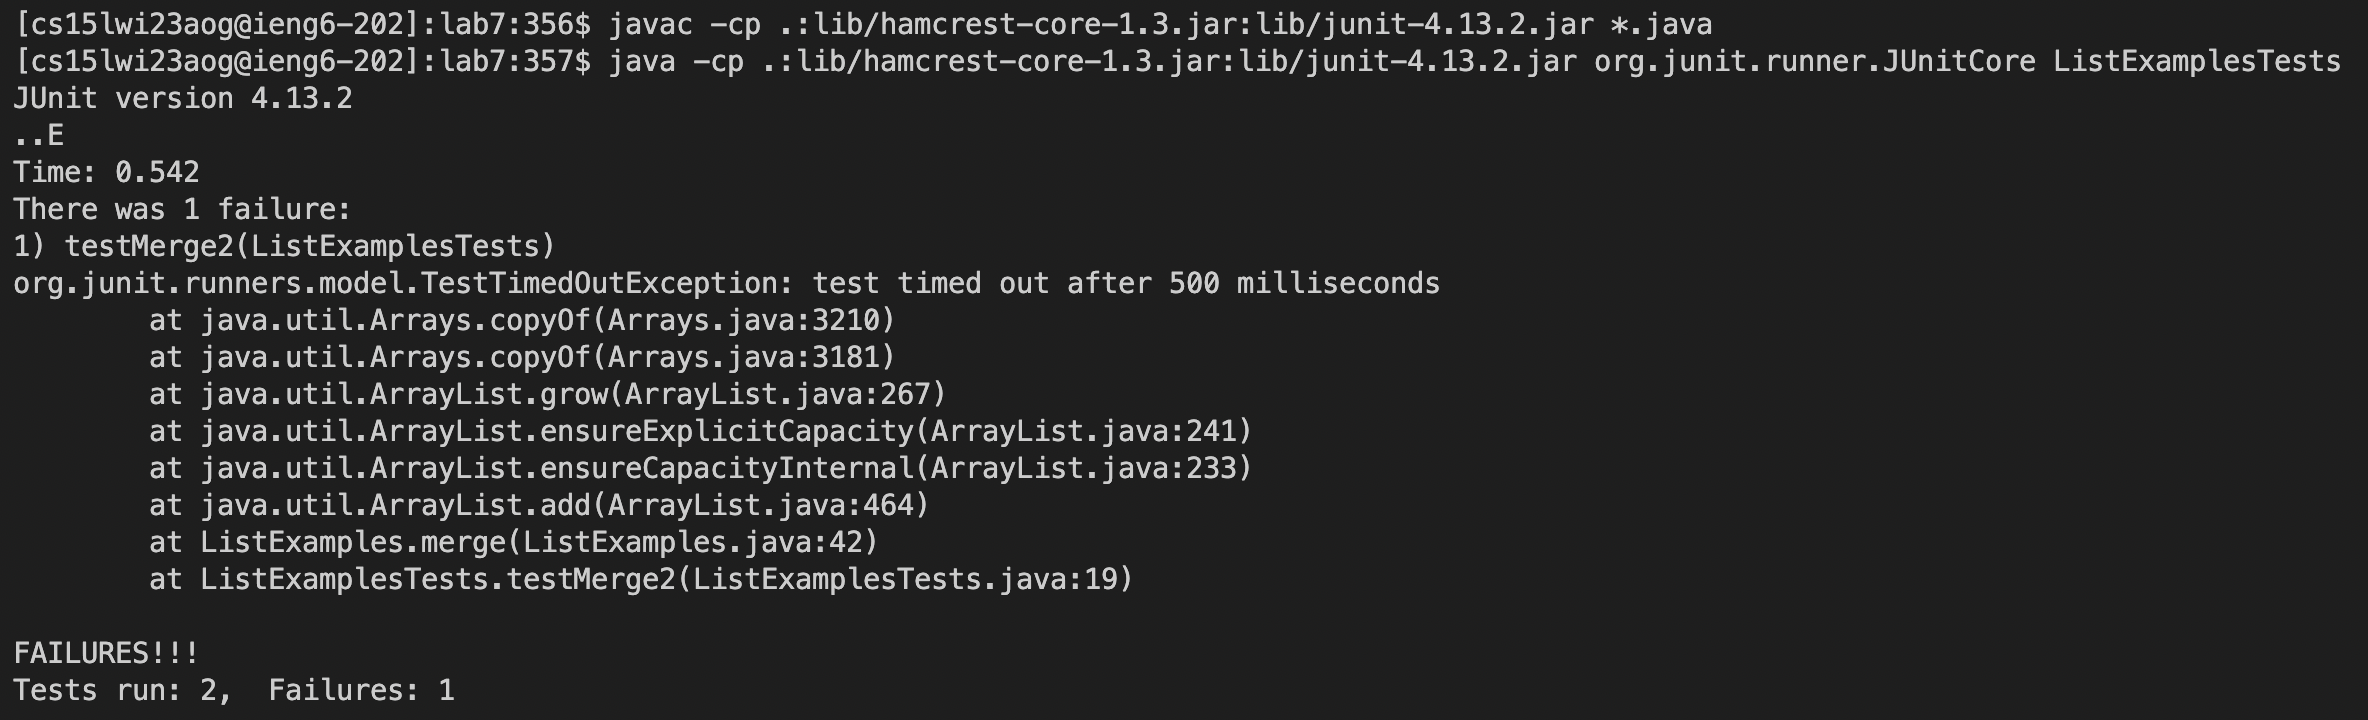 [cs15lwi23aog@ieng6-202]:lab7:356$ javac -cp .:lib/hamcrest-core-1.3.jar:lib/junit-4.13.2.jar *.java
[cs15lwi23aog@ieng6-202]:lab7:357$ java -cp .:lib/hamcrest-core-1.3.jar:lib/junit-4.13.2.jar org.junit.runner.JUnitCore ListExamplesTests
JUnit version 4.13.2
..E
Time: 0.542
There was 1 failure:
1) testMerge2(ListExamplesTests)
org.junit.runners.model.TestTimedOutException: test timed out after 500 milliseconds
        at java.util.Arrays.copyOf(Arrays.java:3210)
        at java.util.Arrays.copyOf(Arrays.java:3181)
        at java.util.ArrayList.grow(ArrayList.java:267)
        at java.util.ArrayList.ensureExplicitCapacity(ArrayList.java:241)
        at java.util.ArrayList.ensureCapacityInternal(ArrayList.java:233)
        at java.util.ArrayList.add(ArrayList.java:464)
        at ListExamples.merge(ListExamples.java:42)
        at ListExamplesTests.testMerge2(ListExamplesTests.java:19)

FAILURES!!!
Tests run: 2,  Failures: 1